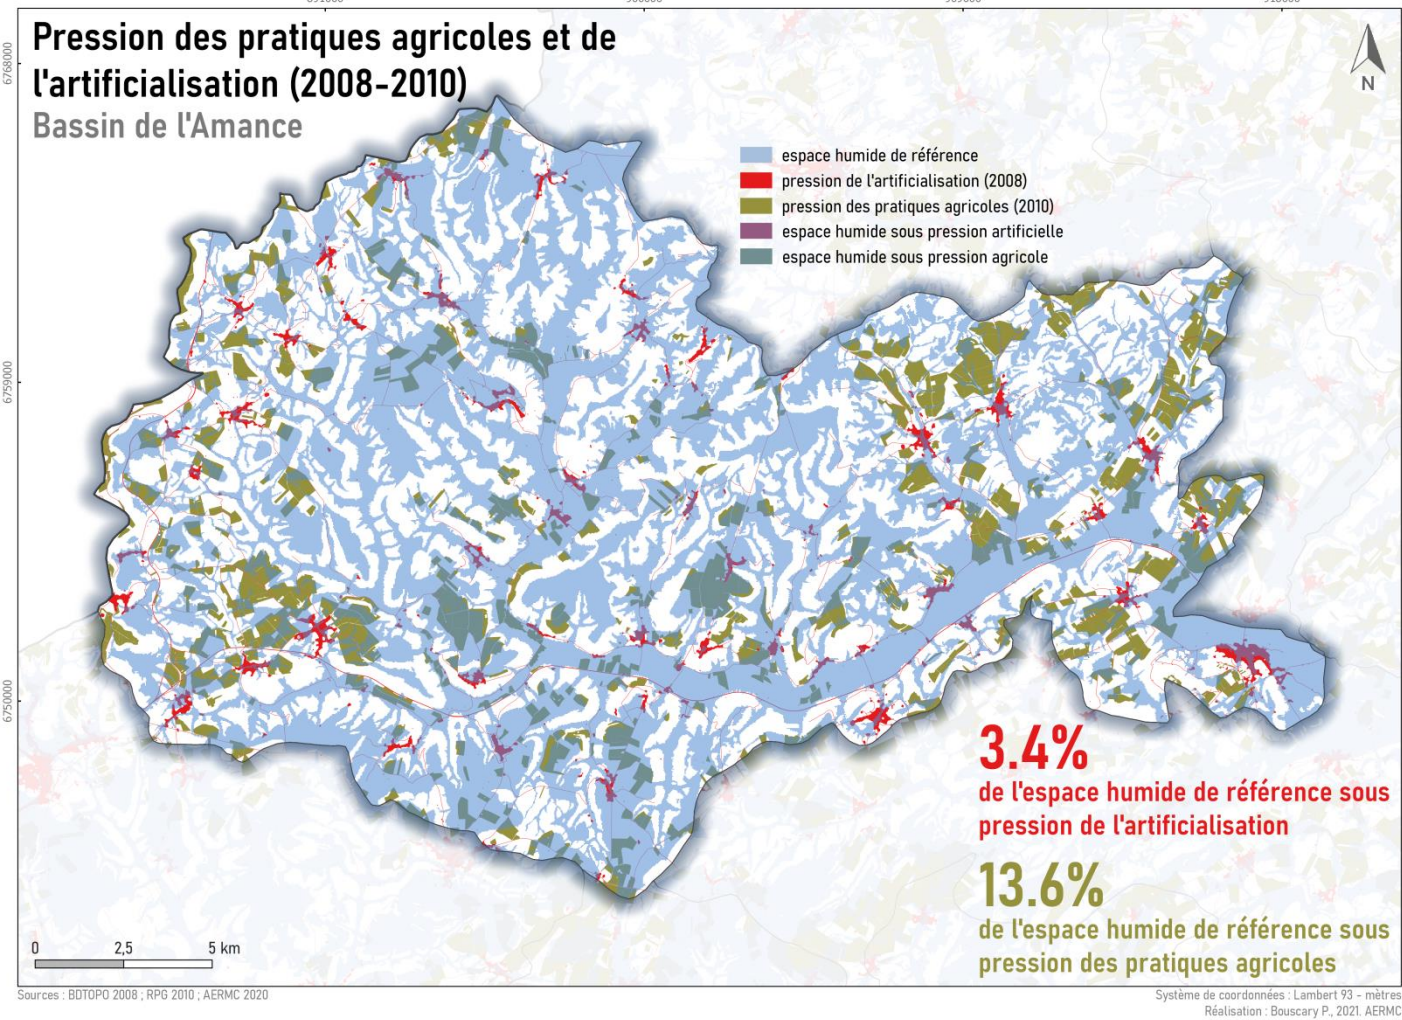 Pression des pratiques agricoles et de
l'artificialisation (2008-2010)
Bassin de l'Amance
N
espace humide de référence
pression de l'artificialisation (2008)
pression des pratiques agricoles (2010)
espace humide sous pression artificielle
espace humide sous pression agricole
6768000
6759000
6750000
3.4%
de l'espace humide de référence sous
pression de l'artificialisation
13.6%
de l'espace humide de référence sous
pression des pratiques agricoles
0 2,5 5 km
Sources : BDTOPO 2008 ; RPG 2010 ; AERMC 2020
Système de coordonnées : Lambert 93 - mètres
Réalisation : Bouscary P., 2021. AERMC